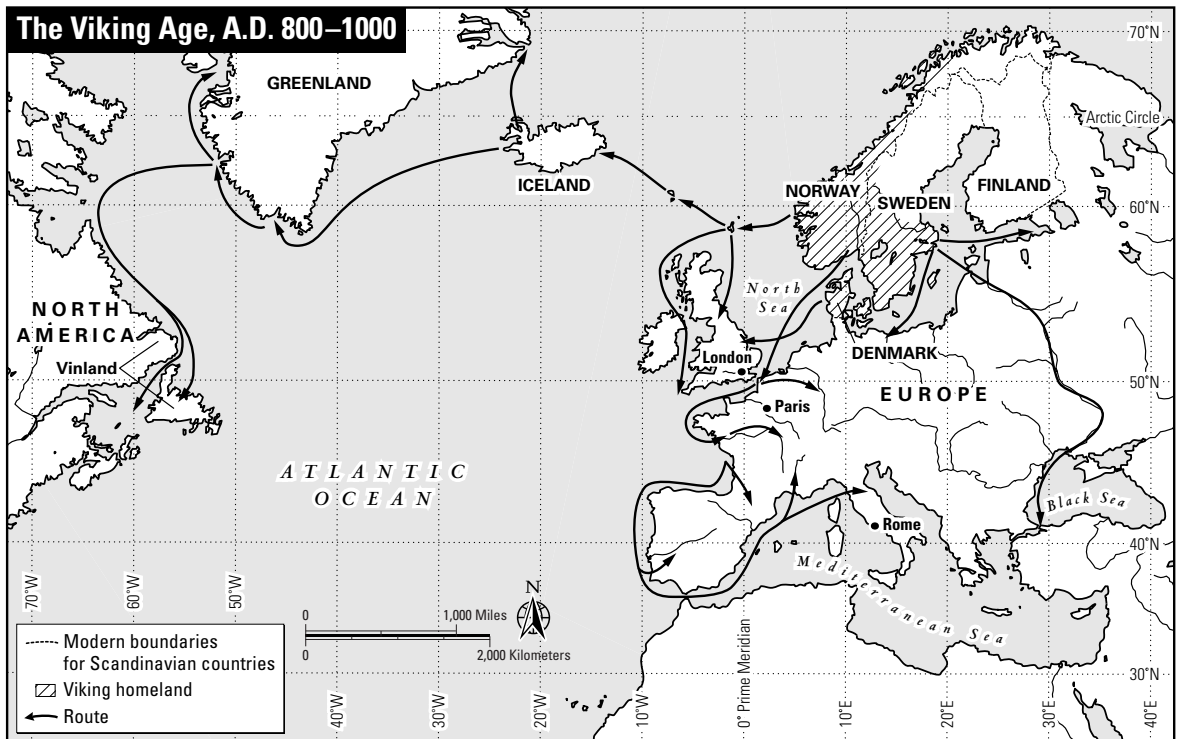 The Viking Age, A.D. 800–1000
GREENLAND
ICELAND
NORWAY
SWEDEN
FINLAND
Arctic Circle
70°N
60°N
50°N
40°N
30°N
North
Sea
NORTH
AMERICA
Vinland
London
DENMARK
Paris
EUROPE
ATLANTIC
OCEAN
Black Sea
Rome
Mediterranean Sea
70°W
60°W
50°W
40°W
30°W
20°W
10°W
0° Prime Meridian
10°E
20°E
30°E
40°E
N
0 1,000 Miles
0 2,000 Kilometers
Modern boundaries
for Scandinavian countries
Viking homeland
Route